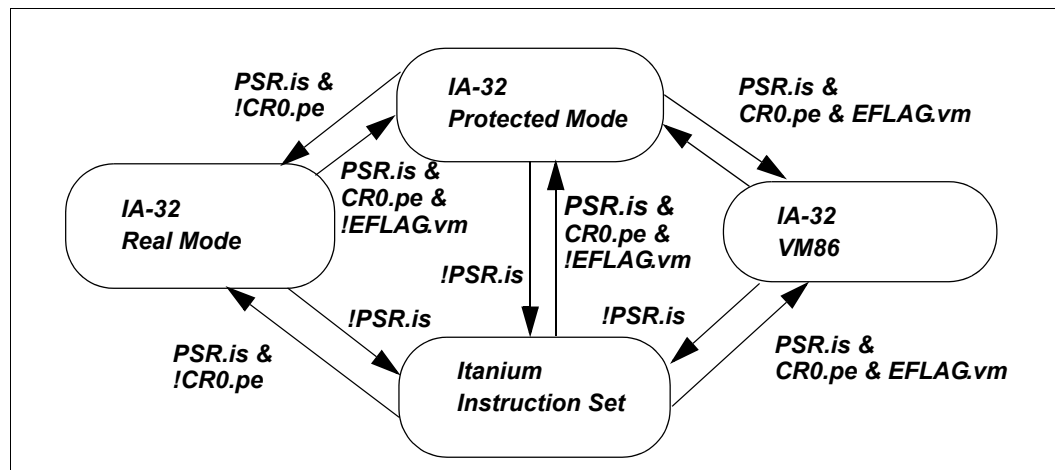 PSR.is &
!CR0.pe
IA-32
Protected Mode
PSR.is &
CR0.pe & EFLAG.vm
PSR.is &
CR0.pe &
!EFLAG.vm
PSR.is &
CR0.pe &
!EFLAG.vm
IA-32
Real Mode
IA-32
VM86
!PSR.is
!PSR.is
!PSR.is
PSR.is &
!CR0.pe
Itanium
Instruction Set
PSR.is &
CR0.pe & EFLAG.vm